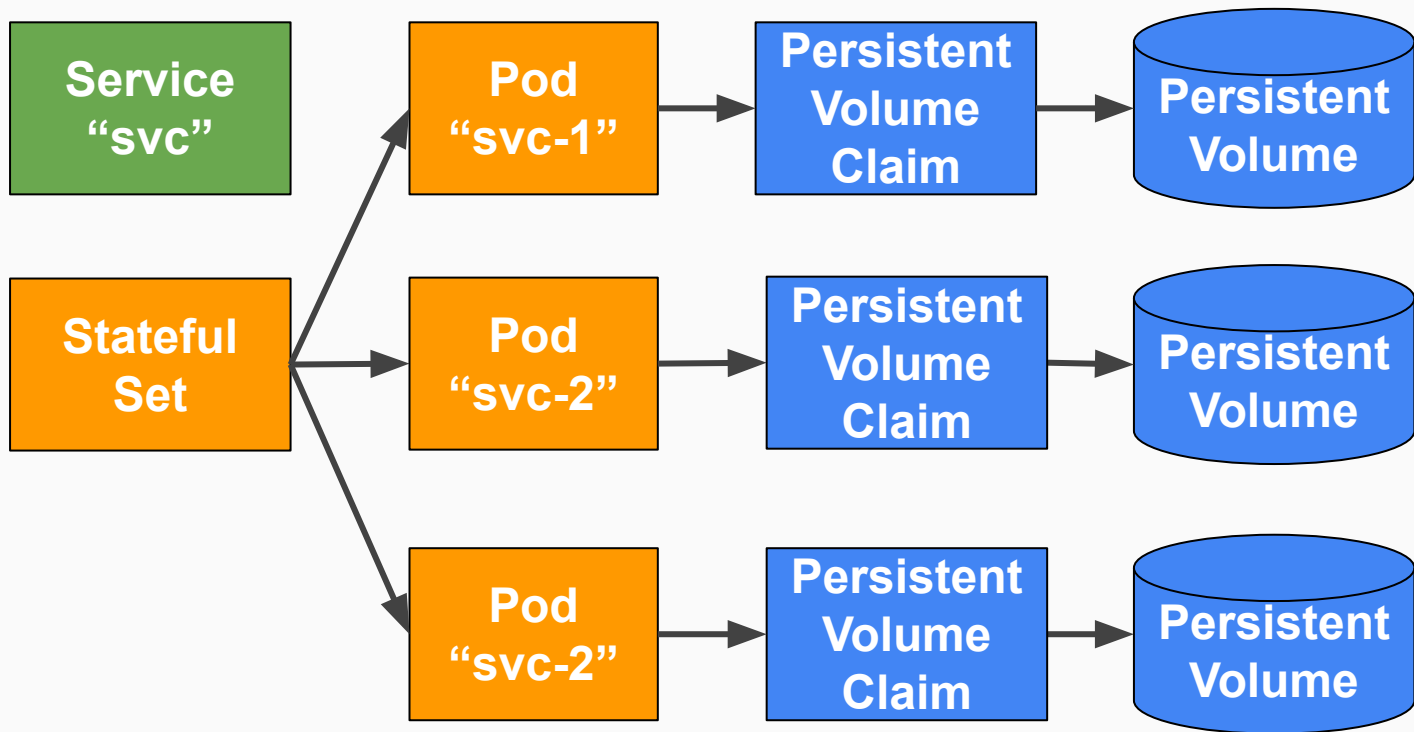 Service
“svc”
Pod
“svc-1”
Persistent
Volume
Claim
Persistent
Volume
Stateful
Set
Pod
“svc-2”
Persistent
Volume
Claim
Persistent
Volume
Pod
“svc-2”
Persistent
Volume
Claim
Persistent
Volume